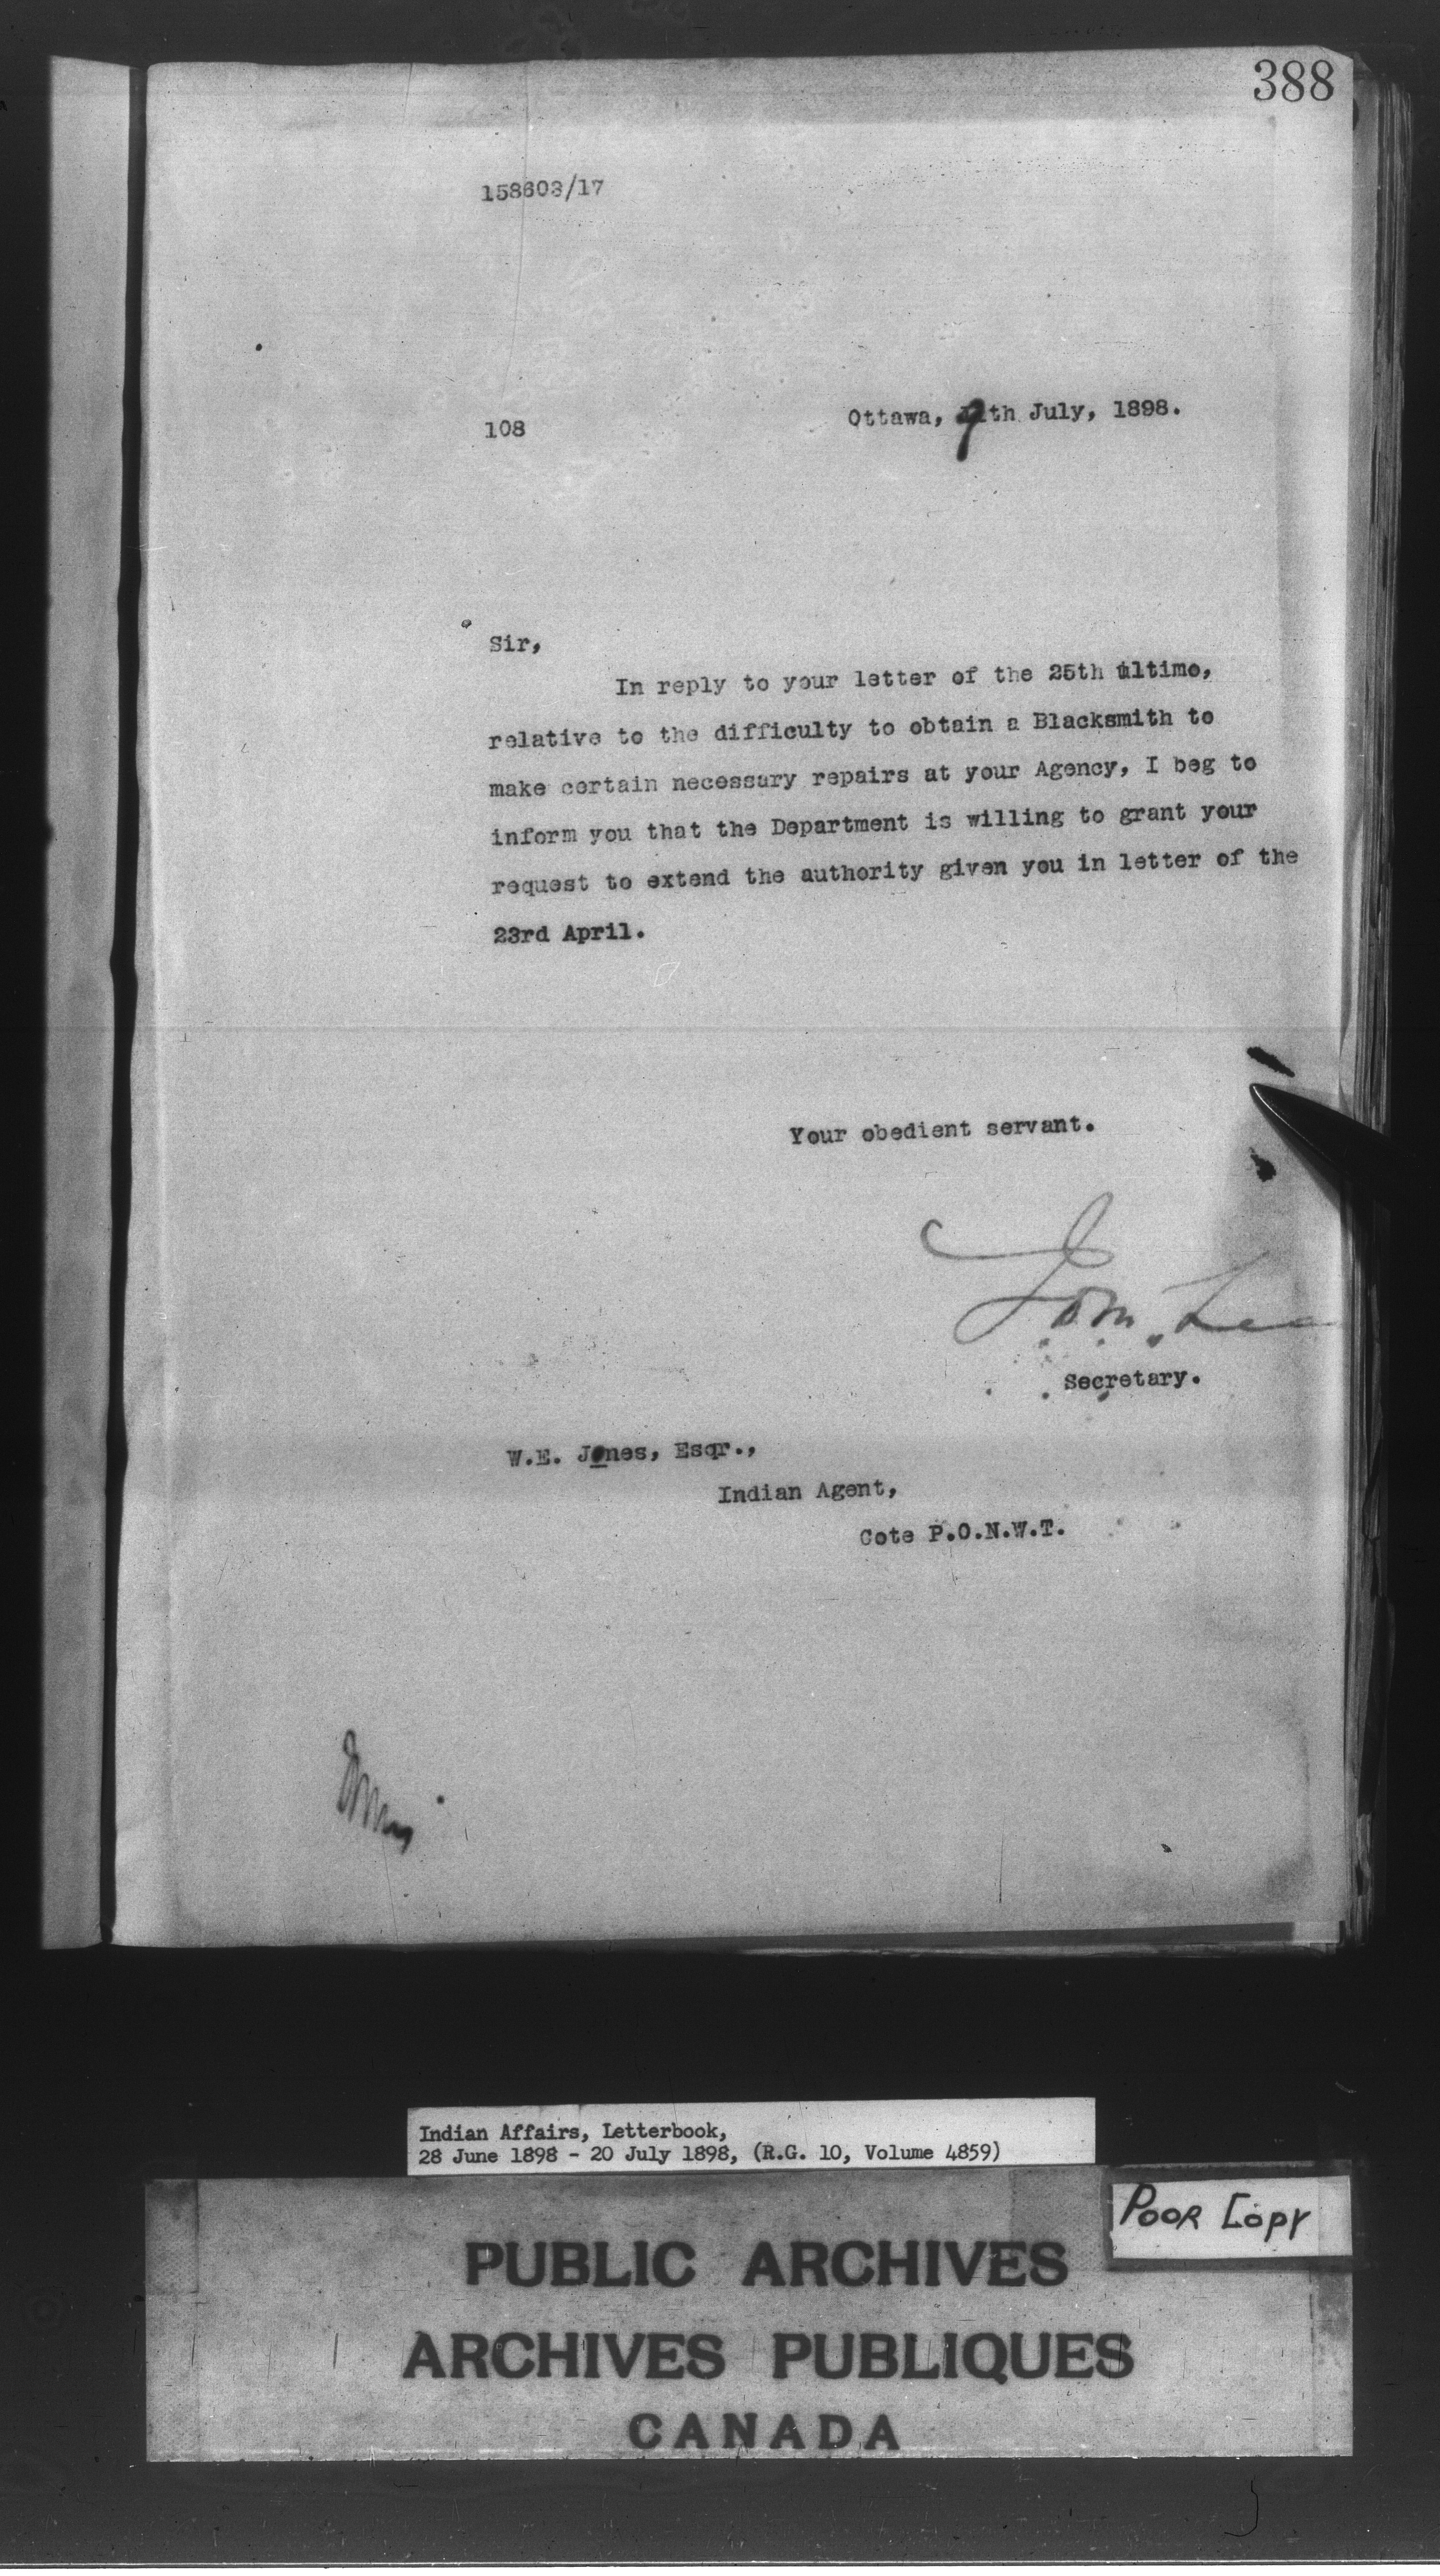 388
158603/17
108
Ottawa, 9th July, 1898.
Sir,
In reply to your letter of the 25th ultimo,
relative to the difficulty to obtain a Blacksmith to
make certain necessary repairs at your Agency, I beg to
inform you that the Department is willing to grant your
request to extend the authority given you in letter of the
23rd April.
Your obedient servant.
Secretary.
W.E. Jones, Esqr.,
Indian Agent,
Cote P.O.N.W.T.
Indian Affairs, Letterbook,
28 June 1898 - 20 July 1898, (R.G. 10, Volume 4859)
POOR COPY
PUBLIC ARCHIVES
ARCHIVES PUBLIQUES
CANADA